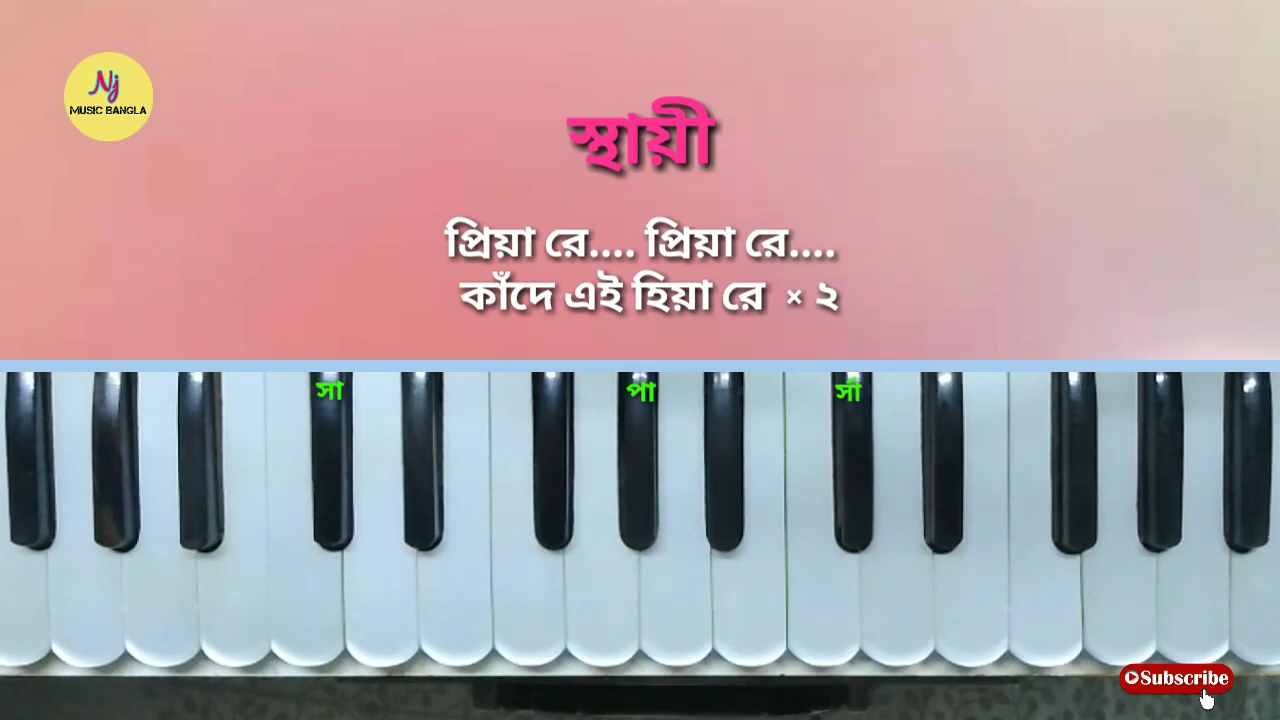 Nj
MUSIC BANGLA
স্থায়ী
প্রিয়া রে.... প্রিয়া রে....
কাঁদে এই হিয়া রে × ২
সা
পা
র্সা
Subscribe